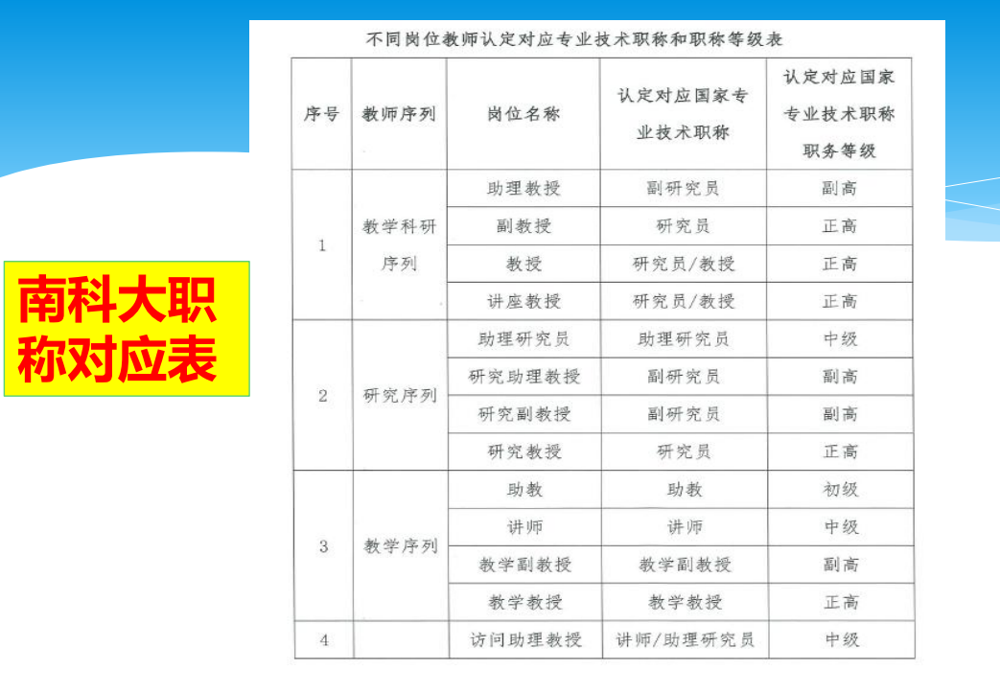 不同岗位教师认定对应专业技术职称和职称等级表
南科大职
称对应表
序号 教师序列 岗位名称 认定对应国家专业技术职称 认定对应国家专业技术职称职务等级
1 教学科研序列 助理教授 副研究员 副高
副教授 研究员 正高
教授 研究员/教授 正高
讲座教授 研究员/教授 正高
2 研究序列 助理研究员 助理研究员 中级
研究助理教授 副研究员 副高
研究副教授 副研究员 副高
研究教授 研究员 正高
3 教学序列 助教 助教 初级
讲师 讲师 中级
教学副教授 教学副教授 副高
教学教授 教学教授 正高
4 访问助理教授 讲师/助理研究员 中级